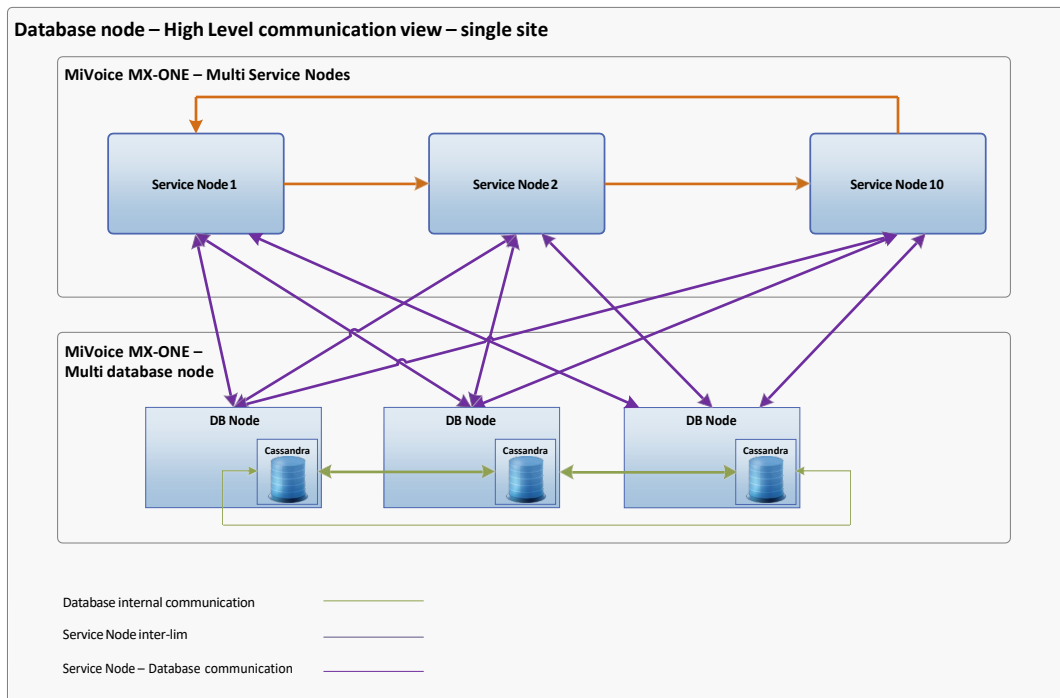 Database node – High Level communication view – single site
MiVoice MX-ONE – Multi Service Nodes
Service Node 1
Service Node 2
Service Node 10
MiVoice MX-ONE –
Multi database node
DB Node
DB Node
DB Node
Cassandra
Cassandra
Cassandra
Database internal communication
Service Node inter-lim
Service Node – Database communication